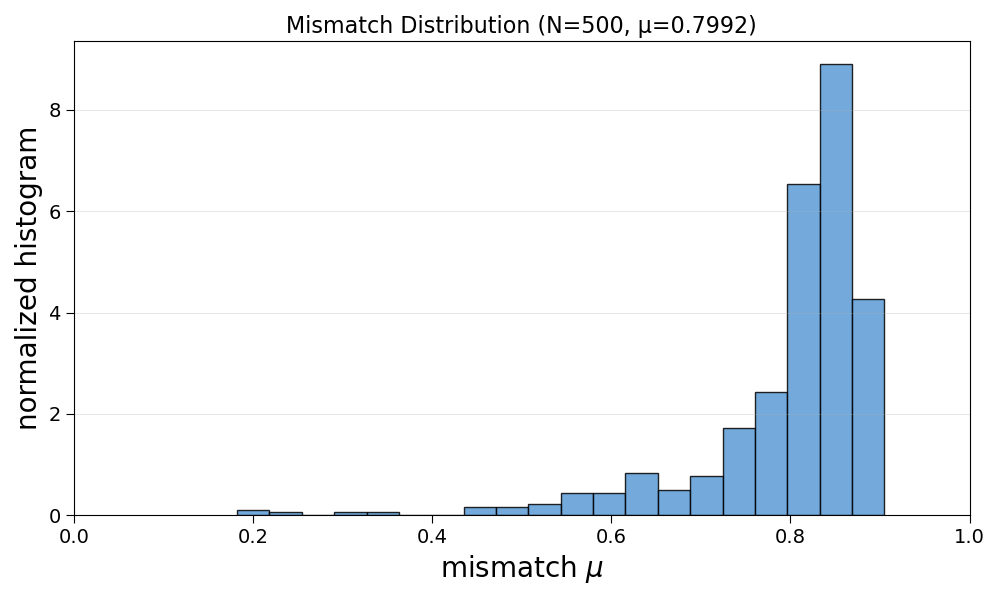 Mismatch Distribution (N=500, μ=0.7992)
normalized histogram
8
6
4
2
0
0.0 0.2 0.4 0.6 0.8 1.0
mismatch μ